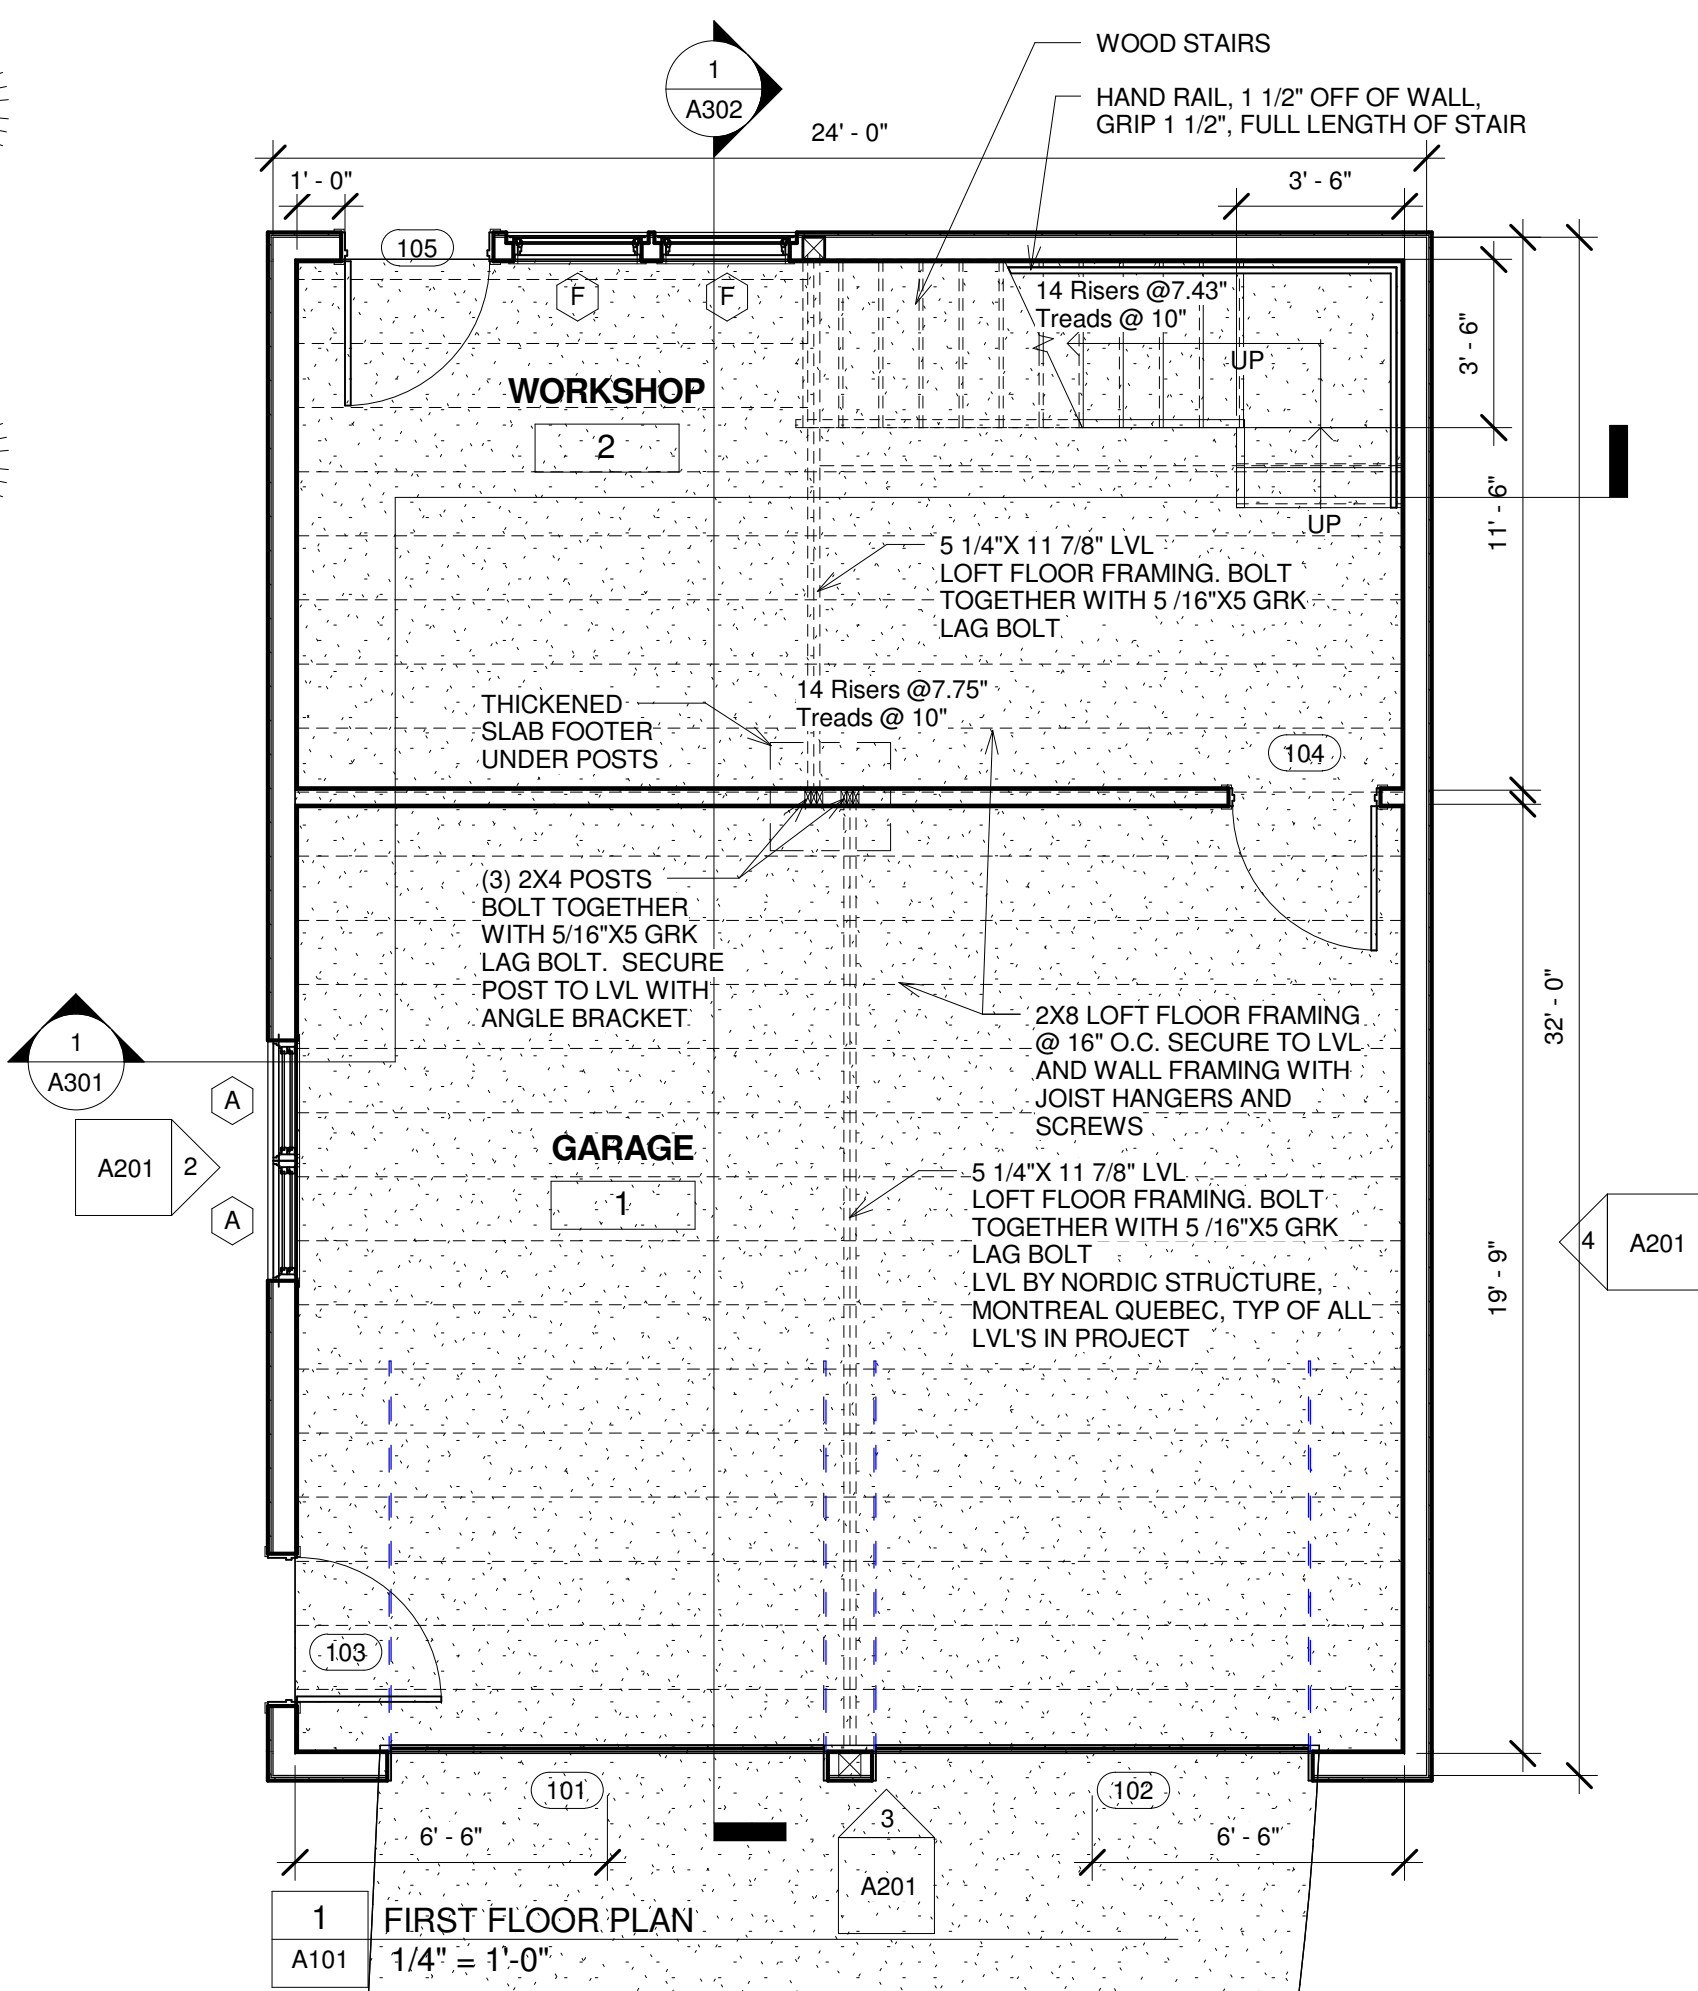 WOOD STAIRS
1
A302
HAND RAIL, 1 1/2" OFF OF WALL,
GRIP 1 1/2", FULL LENGTH OF STAIR
24' - 0"
1' - 0"
3' - 6"
105
F
F
14 Risers @7.43"
Treads @ 10"
UP
3' - 6"
WORKSHOP
2
UP
11' - 6"
5 1/4"X 11 7/8" LVL
LOFT FLOOR FRAMING. BOLT
TOGETHER WITH 5 /16"X5 GRK
LAG BOLT
14 Risers @7.75"
Treads @ 10"
THICKENED
SLAB FOOTER
UNDER POSTS
104
(3) 2X4 POSTS
BOLT TOGETHER
WITH 5/16"X5 GRK
LAG BOLT.  SECURE
POST TO LVL WITH
ANGLE BRACKET
32' - 0"
2X8 LOFT FLOOR FRAMING
@ 16" O.C. SECURE TO LVL
AND WALL FRAMING WITH
JOIST HANGERS AND
SCREWS
1
A301
A
A201
2
A
GARAGE
1
5 1/4"X 11 7/8" LVL
LOFT FLOOR FRAMING. BOLT
TOGETHER WITH 5 /16"X5 GRK
LAG BOLT
LVL BY NORDIC STRUCTURE,
MONTREAL QUEBEC, TYP OF ALL
LVL'S IN PROJECT
4
A201
19' - 9"
103
101
102
3
A201
6' - 6"
6' - 6"
1
A101
FIRST FLOOR PLAN
1/4" = 1'-0"